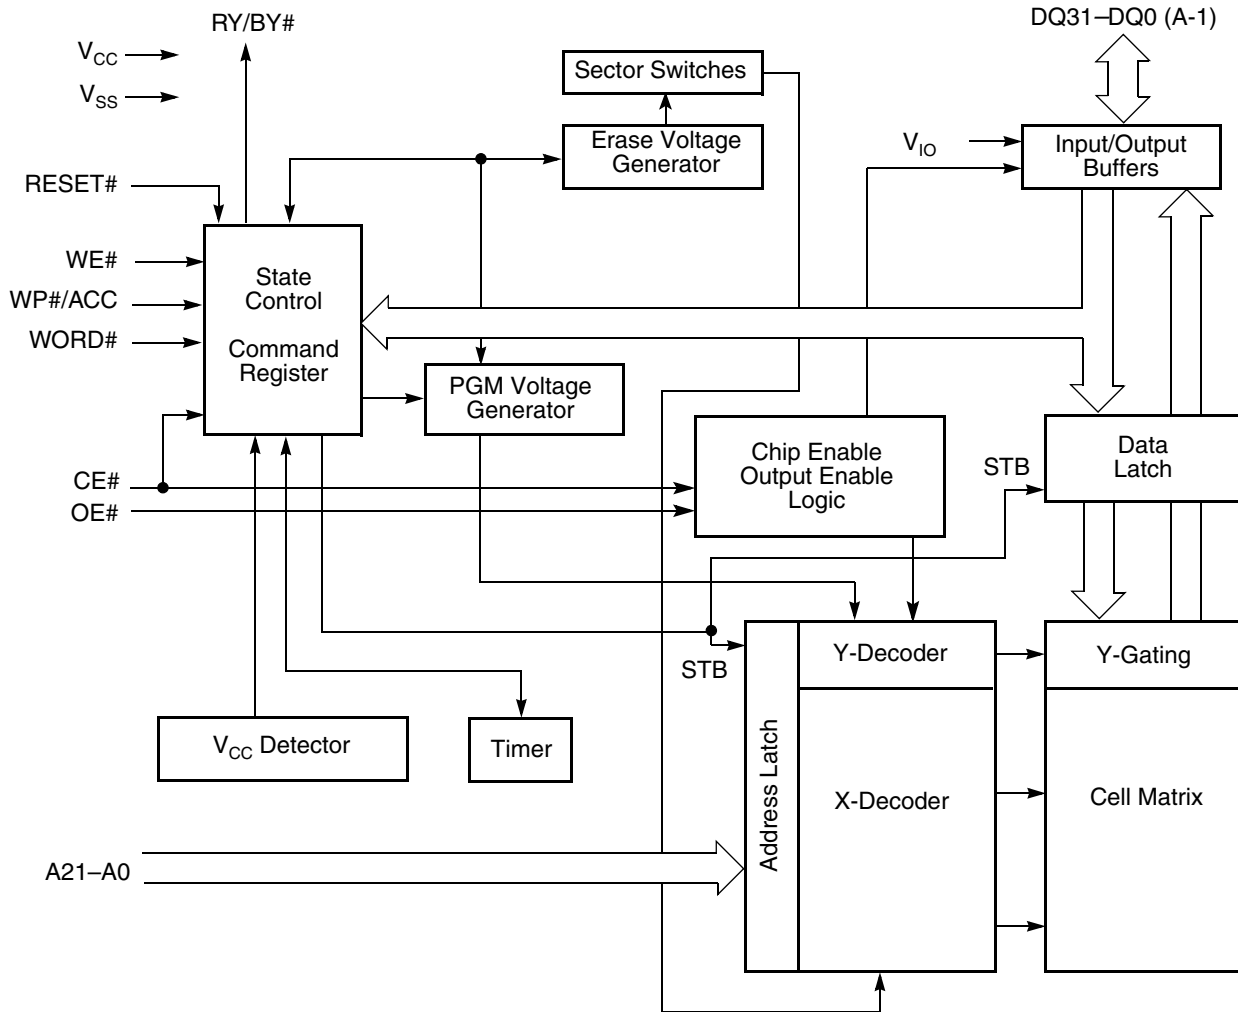 RY/BY#
DQ31–DQ0 (A-1)
VCC
VSS
Sector Switches
Erase Voltage
Generator
VIO
Input/Output
Buffers
RESET#
WE#
WP#/ACC
WORD#
State
Control
Command
Register
PGM Voltage
Generator
CE#
OE#
Chip Enable
Output Enable
Logic
STB
Data
Latch
STB
Address Latch
Y-Decoder
Y-Gating
VCC Detector
Timer
X-Decoder
Cell Matrix
A21–A0